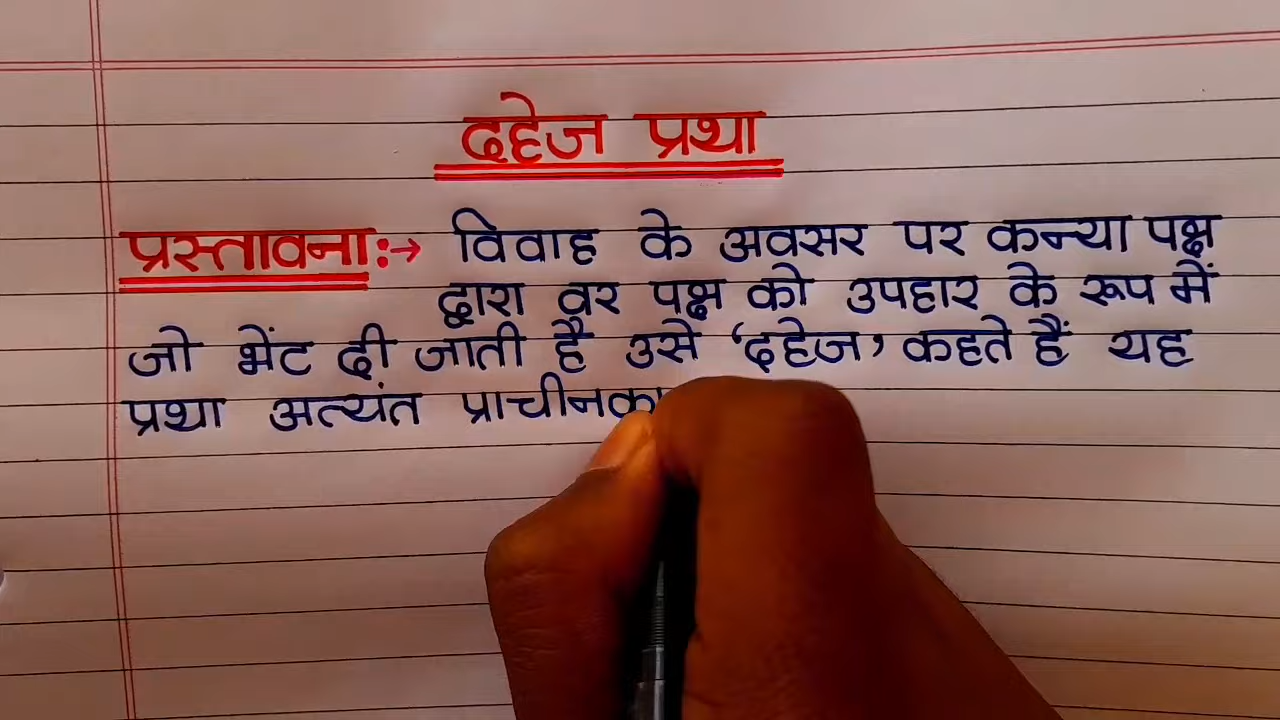 दहेज प्रथा
प्रस्तावना:→ विवाह के अवसर पर कन्या पक्ष
द्वारा वर पक्ष को उपहार के रूप में
जो भेंट दी जाती है उसे ‘दहेज’ कहते हैं यह
प्रथा अत्यंत प्राचीनका